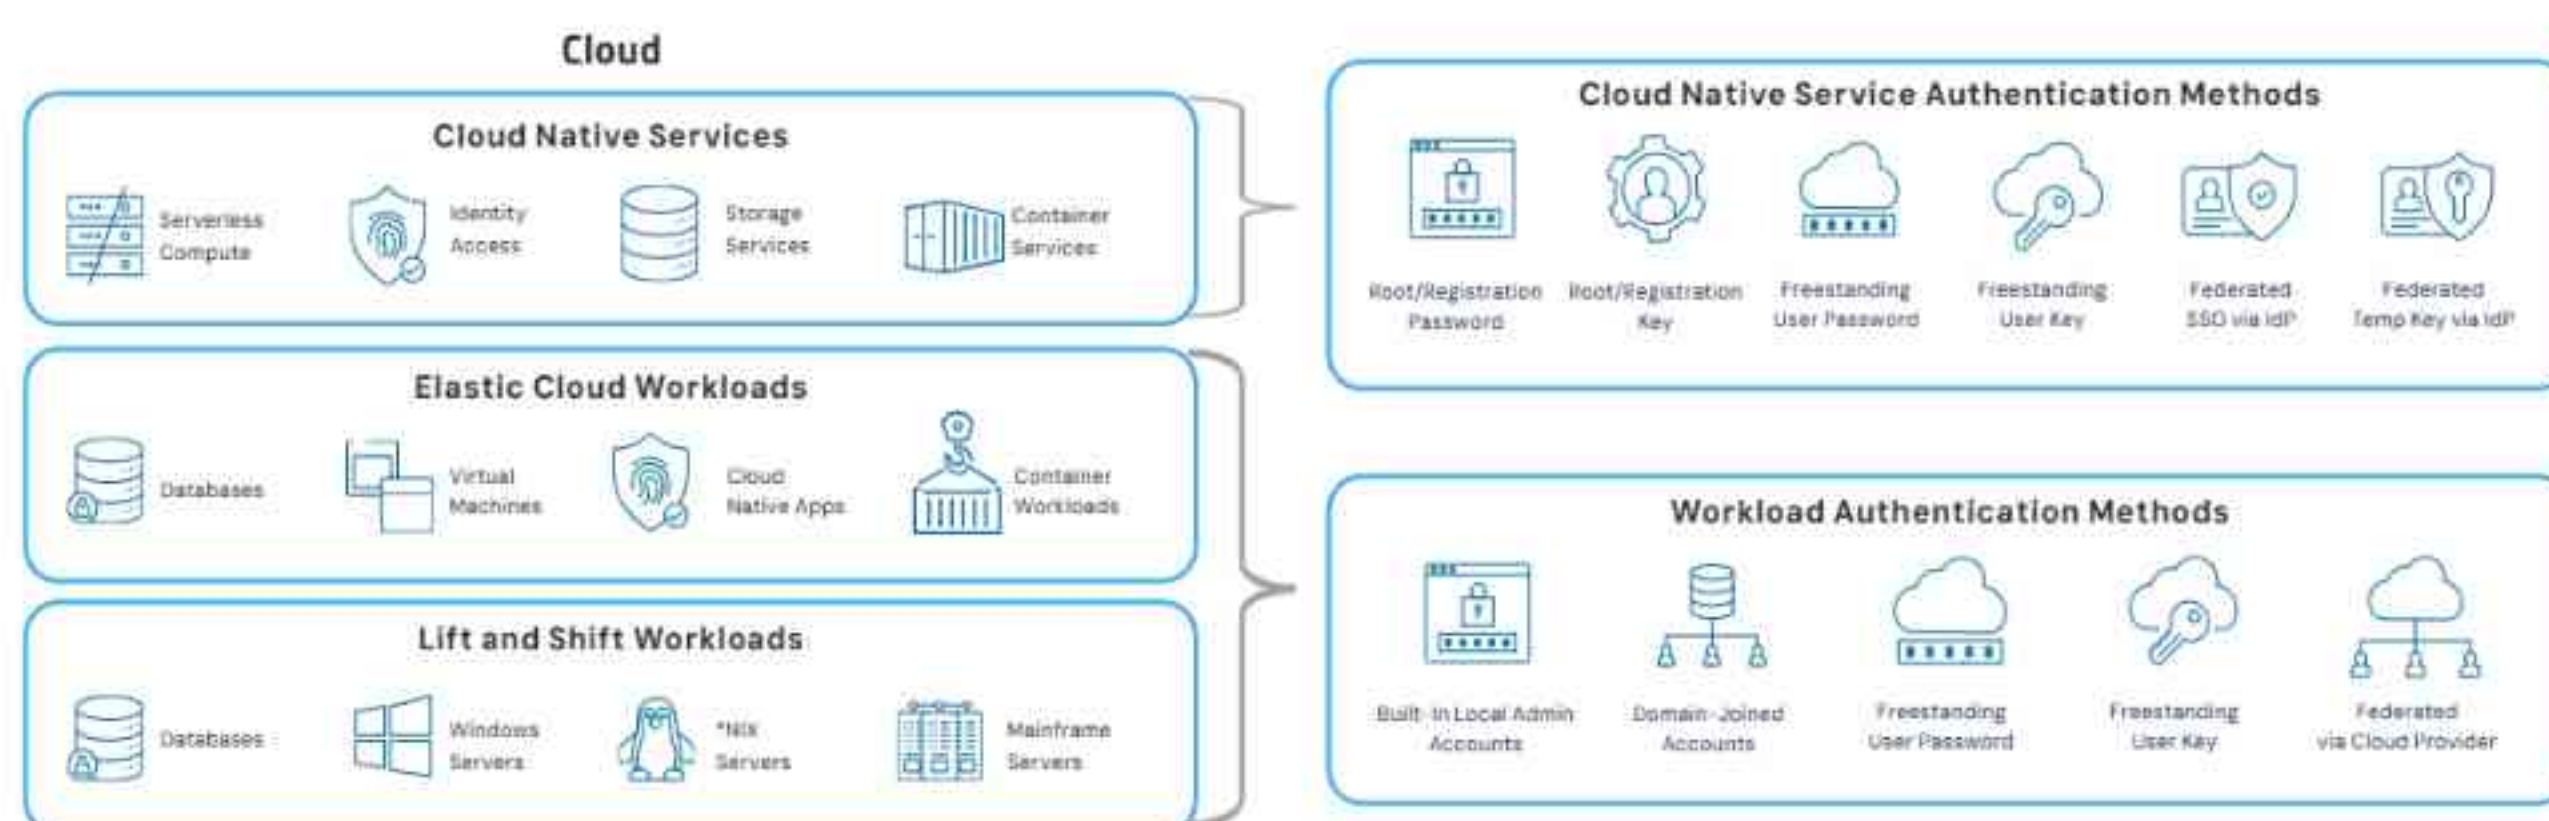 Cloud
Cloud Native Services
Serverless
Compute
Identity
Access
Storage
Services
Container
Services
Elastic Cloud Workloads
Databases
Virtual
Machines
Cloud
Native Apps
Container
Workloads
Lift and Shift Workloads
Databases
Windows
Servers
*NIX
Servers
Mainframe
Servers
Cloud Native Service Authentication Methods
Root/Registration
Password
Root/Registration
Key
Freestanding
User Password
Freestanding
User Key
Federated
SSO via IdP
Federated
Temp Key via IdP
Workload Authentication Methods
Built-In Local Admin
Accounts
Domain-Joined
Accounts
Freestanding
User Password
Freestanding
User Key
Federated
via Cloud Provider